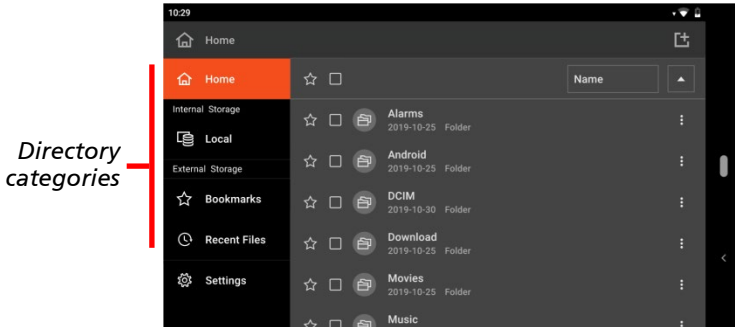 10:29
Home
Directory
categories
Home
Name
Internal Storage
Local
External Storage
Bookmarks
Recent Files
Settings
Alarms
2019-10-25 Folder
Android
2019-10-25 Folder
DCIM
2019-10-30 Folder
Download
2019-10-25 Folder
Movies
2019-10-25 Folder
Music